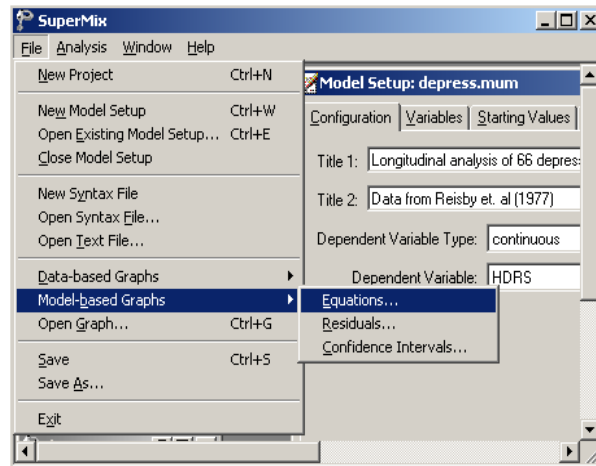 SuperMix
File Analysis Window Help
New Project Ctrl+N
New Model Setup Ctrl+W
Open Existing Model Setup... Ctrl+E
Close Model Setup
New Syntax File
Open Syntax File...
Open Text File...
Data-based Graphs
Model-based Graphs
Open Graph... Ctrl+G
Save Ctrl+S
Save As...
Exit
Equations...
Residuals...
Confidence Intervals...
Model Setup: depress.mum
Configuration Variables Starting Values
Title 1: Longitudinal analysis of 66 depres
Title 2: Data from Reisby et. al (1977)
Dependent Variable Type: continuous
Dependent Variable: HDRS